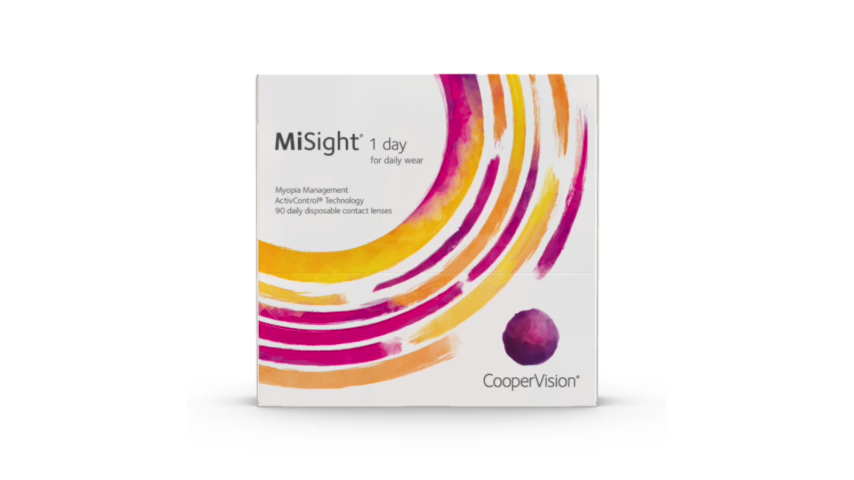 MiSight® 1 day
for daily wear
Myopia Management
ActivControl® Technology
90 daily disposable contact lenses
CooperVision®